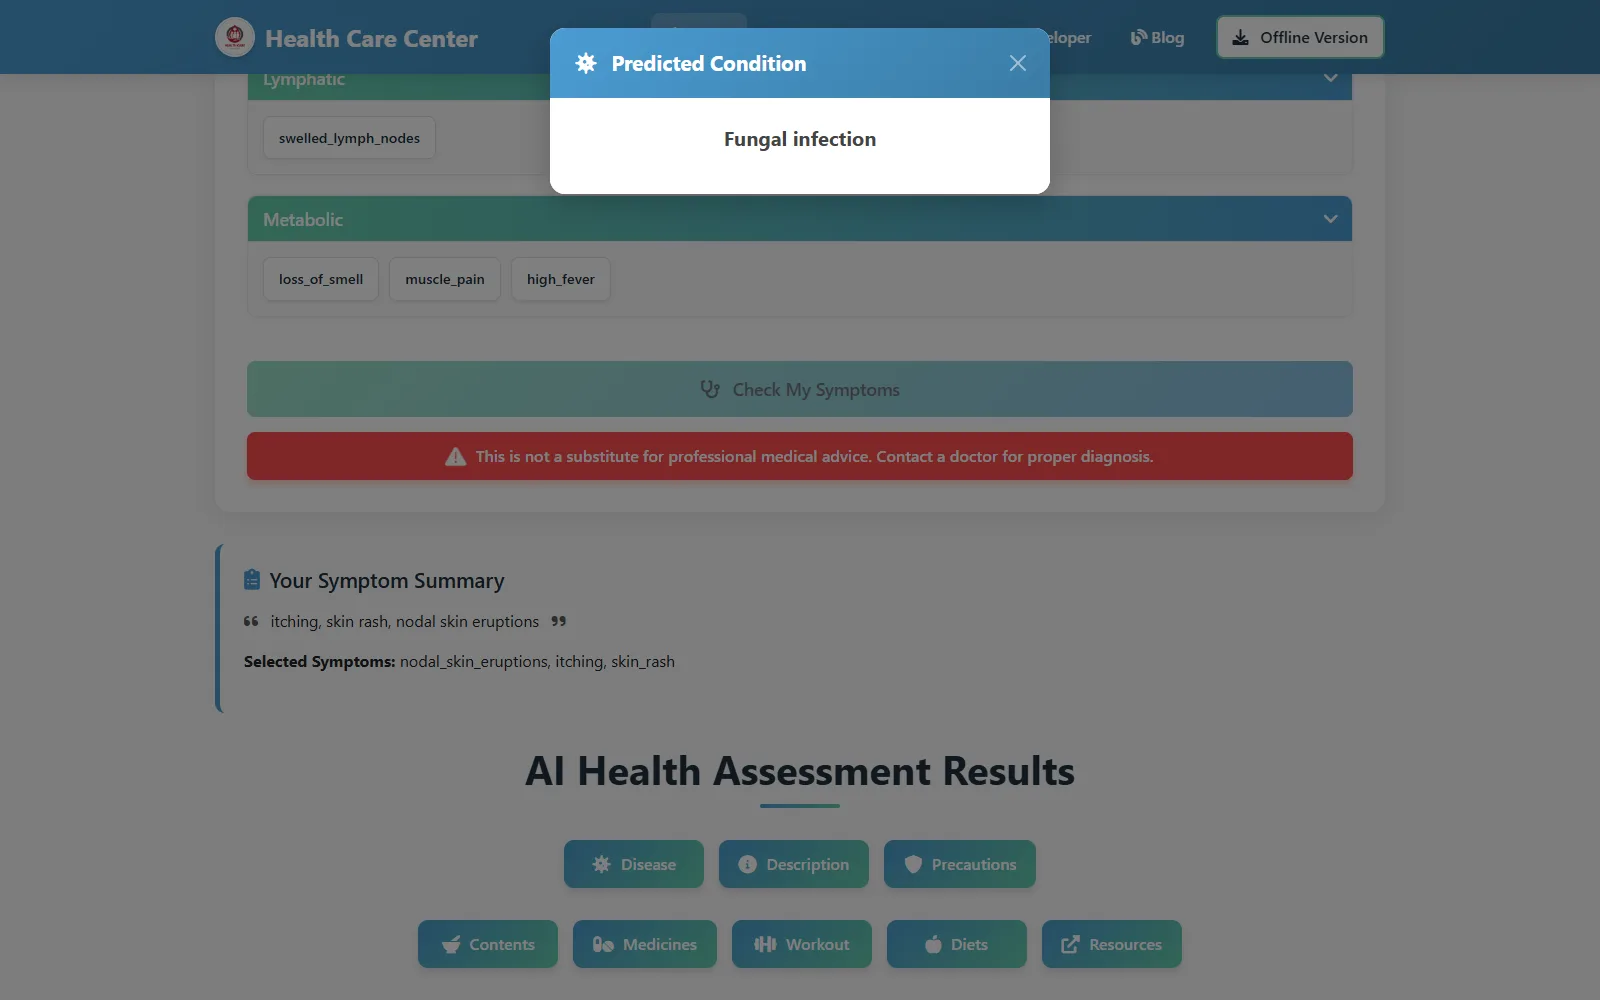 Health Care Center
eloper
Blog
Offline Version
Predicted Condition
Fungal infection
Lymphatic
swelled_lymph_nodes
Metabolic
loss_of_smell
muscle_pain
high_fever
Check My Symptoms
This is not a substitute for professional medical advice. Contact a doctor for proper diagnosis.
Your Symptom Summary
❝ itching, skin rash, nodal skin eruptions ❞
Selected Symptoms: nodal_skin_eruptions, itching, skin_rash
AI Health Assessment Results
Disease
Description
Precautions
Contents
Medicines
Workout
Diets
Resources